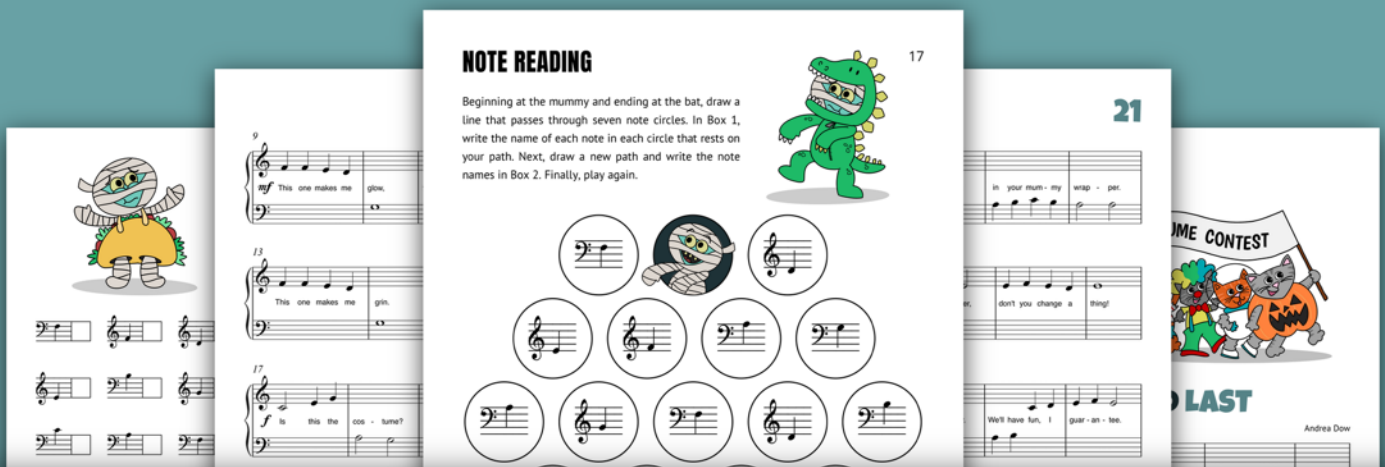 NOTE READING
17
Beginning at the mummy and ending at the bat, draw a
line that passes through seven note circles. In Box 1,
write the name of each note in each circle that rests on
your path. Next, draw a new path and write the note
names in Box 2. Finally, play again.
9
mf This one makes me glow,
13
This one makes me grin.
17
f Is this the cos - tume?
21
in your mum - my wrap - per.
don't you change a thing!
We'll have fun, I guar - an - tee.
CONTEST
LAST
Andrea Dow